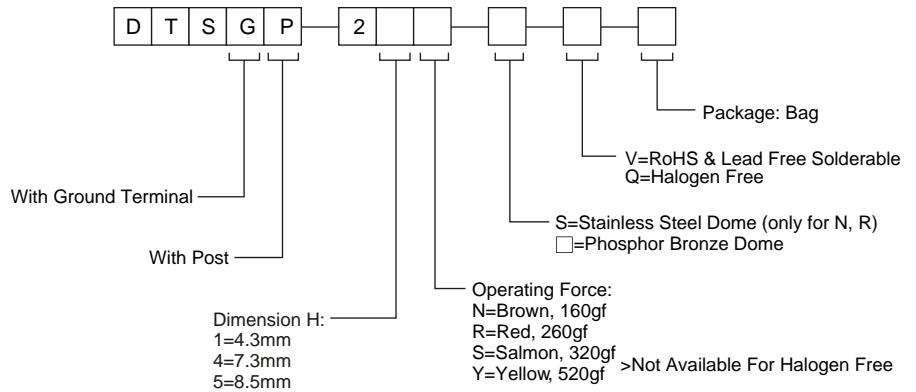 D T S G P 2
Package: Bag
V=RoHS & Lead Free Solderable
Q=Halogen Free
With Ground Terminal
S=Stainless Steel Dome (only for N, R)
□=Phosphor Bronze Dome
With Post
Operating Force:
N=Brown, 160gf
R=Red, 260gf
S=Salmon, 320gf
Y=Yellow, 520gf
>Not Available For Halogen Free
Dimension H:
1=4.3mm
4=7.3mm
5=8.5mm